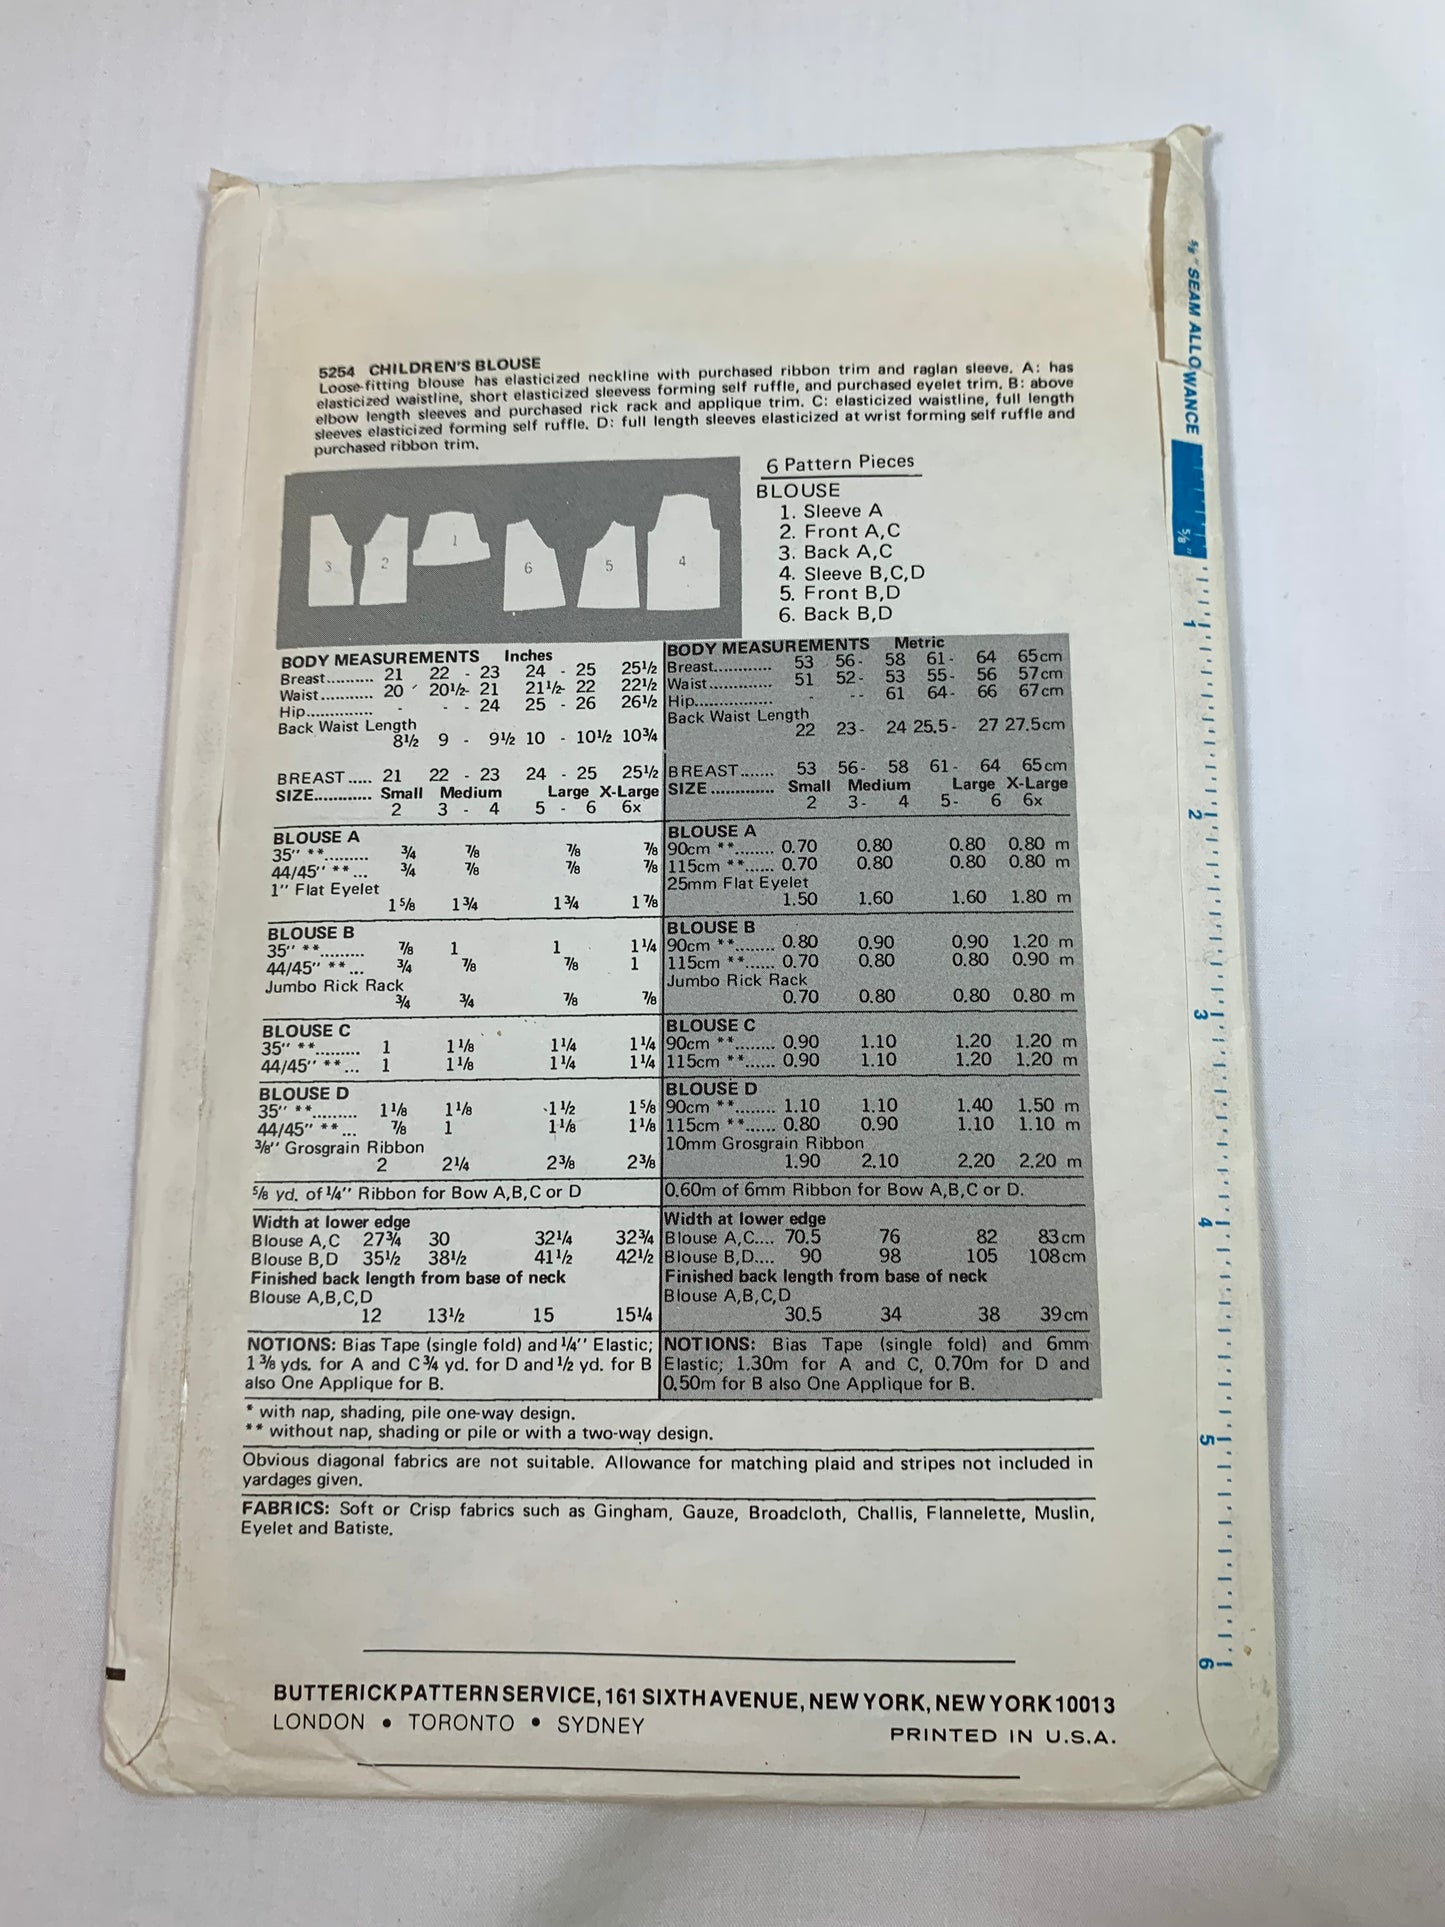 5254 CHILDREN'S BLOUSE
Loose-fitting blouse has elasticized neckline with purchased ribbon trim and raglan sleeve. A: has
elasticized waistline, short elasticized sleevess forming self ruffle, and purchased eyelet trim. B: above
elbow length sleeves and purchased rick rack and applique trim. C: elasticized waistline, full length
sleeves elasticized forming self ruffle. D: full length sleeves elasticized at wrist forming self ruffle and
purchased ribbon trim.
3 2 1 6 5 4
6 Pattern Pieces
BLOUSE
1. Sleeve A
2. Front A,C
3. Back A,C
4. Sleeve B,C,D
5. Front B,D
6. Back B,D
BODY MEASUREMENTS Inches
Breast.......... 21 22 - 23 24 - 25 25½
Waist........... 20 20½- 21 21½- 22 22½
Hip.............. - - - 24 25 - 26 26½
Back Waist Length
8½ 9 - 9½ 10 - 10½ 10¾
BREAST ..... 21 22 - 23 24 - 25 25½
SIZE............ Small Medium Large X-Large
2 3 - 4 5 - 6 6x
BLOUSE A
35'' **......... ¾ ⅞ ⅞ ⅞
44/45'' ** ... ¾ ⅞ ⅞ ⅞
1'' Flat Eyelet
1⅝ 1¾ 1¾ 1⅞
BLOUSE B
35'' ** ......... ⅞ 1 1 1¼
44/45'' ** ... ¾ ⅞ ⅞ 1
Jumbo Rick Rack
¾ ¾ ⅞ ⅞
BLOUSE C
35'' **......... 1 1⅛ 1¼ 1¼
44/45'' ** ... 1 1⅛ 1¼ 1¼
BLOUSE D
35'' **......... 1⅛ 1⅛ 1½ 1⅝
44/45'' ** ... ⅞ 1 1⅛ 1⅛
⅜'' Grosgrain Ribbon
2 2¼ 2⅜ 2⅜
⅝ yd. of ¼'' Ribbon for Bow A,B,C or D
Width at lower edge
Blouse A,C 27¾ 30 32¼ 32¾
Blouse B,D 35½ 38½ 41½ 42½
Finished back length from base of neck
Blouse A,B,C,D
12 13½ 15 15¼
NOTIONS: Bias Tape (single fold) and ¼'' Elastic;
1⅜ yds. for A and C ¾ yd. for D and ½ yd. for B
also One Applique for B.
BODY MEASUREMENTS Metric
Breast............ 53 56- 58 61- 64 65cm
Waist............. 51 52- 53 55- 56 57cm
Hip................ - -- 61 64- 66 67cm
Back Waist Length
22 23- 24 25.5- 27 27.5cm
BREAST....... 53 56- 58 61- 64 65cm
SIZE ............. Small Medium Large X-Large
2 3- 4 5- 6 6x
BLOUSE A
90cm **........ 0.70 0.80 0.80 0.80 m
115cm **...... 0.70 0.80 0.80 0.80 m
25mm Flat Eyelet
1.50 1.60 1.60 1.80 m
BLOUSE B
90cm **........ 0.80 0.90 0.90 1.20 m
115cm **...... 0.70 0.80 0.80 0.90 m
Jumbo Rick Rack
0.70 0.80 0.80 0.80 m
BLOUSE C
90cm **........ 0.90 1.10 1.20 1.20 m
115cm **...... 0.90 1.10 1.20 1.20 m
BLOUSE D
90cm **........ 1.10 1.10 1.40 1.50 m
115cm **...... 0.80 0.90 1.10 1.10 m
10mm Grosgrain Ribbon
1.90 2.10 2.20 2.20 m
0.60m of 6mm Ribbon for Bow A,B,C or D.
Width at lower edge
Blouse A,C.... 70.5 76 82 83cm
Blouse B,D.... 90 98 105 108cm
Finished back length from base of neck
Blouse A,B,C,D
30.5 34 38 39cm
NOTIONS: Bias Tape (single fold) and 6mm
Elastic; 1.30m for A and C, 0.70m for D and
0.50m for B also One Applique for B.
* with nap, shading, pile one-way design.
** without nap, shading or pile or with a two-way design.
Obvious diagonal fabrics are not suitable. Allowance for matching plaid and stripes not included in
yardages given.
FABRICS: Soft or Crisp fabrics such as Gingham, Gauze, Broadcloth, Challis, Flannelette, Muslin,
Eyelet and Batiste.
BUTTERICK PATTERN SERVICE, 161 SIXTH AVENUE, NEW YORK, NEW YORK 10013
LONDON • TORONTO • SYDNEY
PRINTED IN U.S.A.
⅝" SEAM ALLOWANCE
⅝"
1
2
3
4
5
6